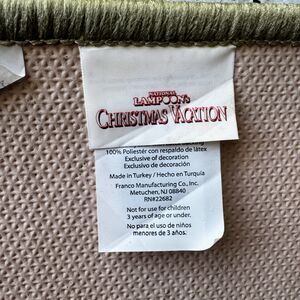 NATIONAL
LAMPOON'S
CHRISTMAS VACATION
100% Poliéster con respaldo de látex
Exclusive of decoration
Exclusivo de decoración
Made in Turkey / Hecho en Turquía
Franco Manufacturing Co., Inc.
Metuchen, NJ 08840
RN#22682
Not for use for children
3 years of age or under.
No para el uso de niños
menores de 3 años.